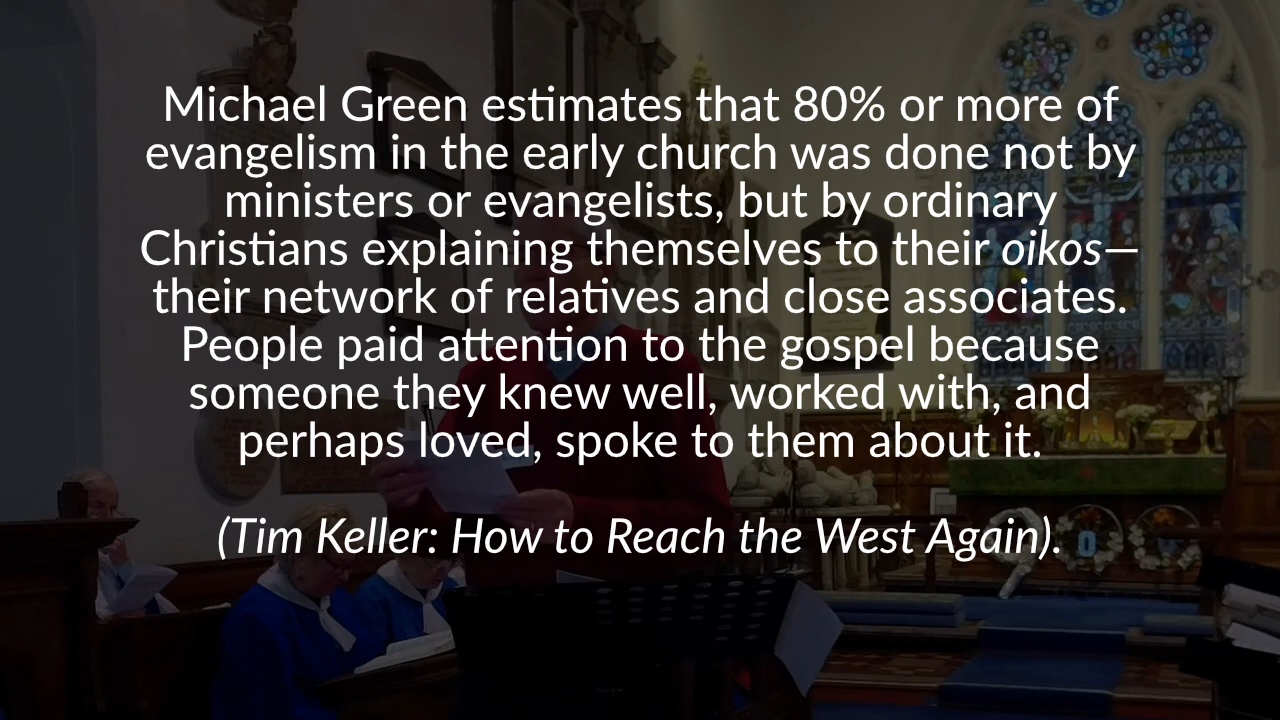 Michael Green estimates that 80% or more of
evangelism in the early church was done not by
ministers or evangelists, but by ordinary
Christians explaining themselves to their oikos—
their network of relatives and close associates.
People paid attention to the gospel because
someone they knew well, worked with, and
perhaps loved, spoke to them about it.
(Tim Keller: How to Reach the West Again).